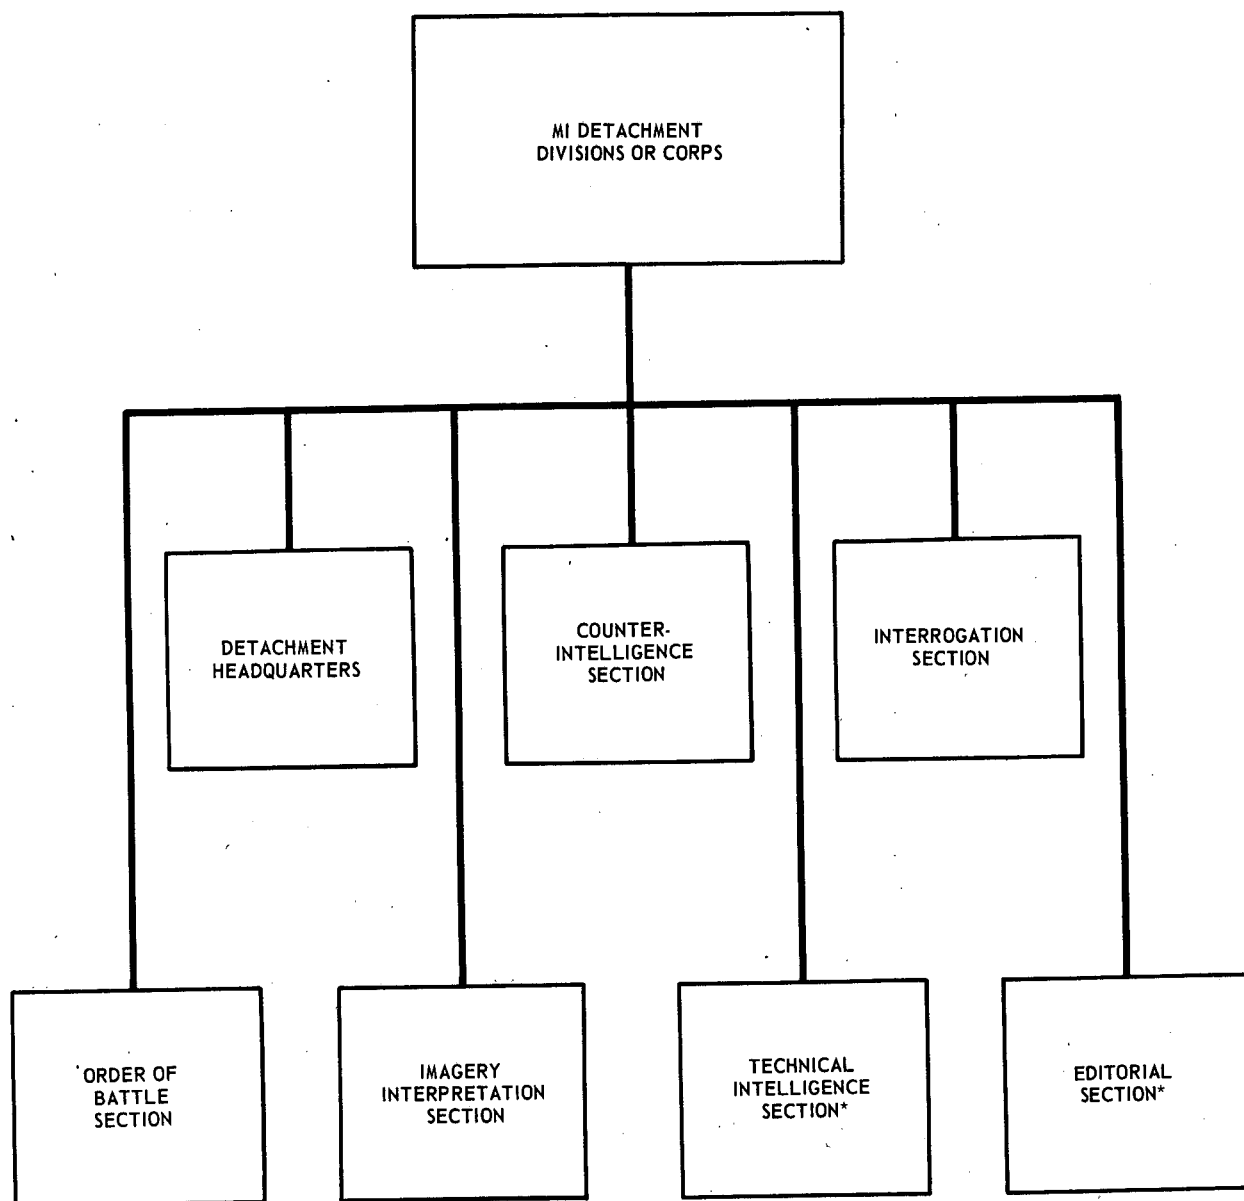 MI DETACHMENT
DIVISIONS OR CORPS
DETACHMENT
HEADQUARTERS
COUNTER-
INTELLIGENCE
SECTION
INTERROGATION
SECTION
ORDER OF
BATTLE
SECTION
IMAGERY
INTERPRETATION
SECTION
TECHNICAL
INTELLIGENCE
SECTION*
EDITORIAL
SECTION*